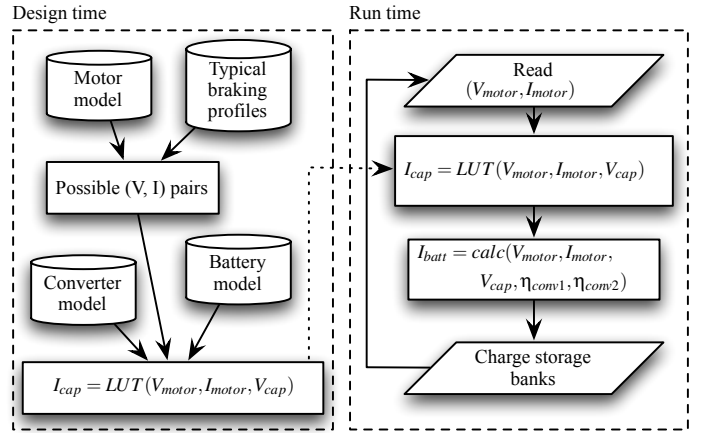 Design time
Motor
model
Typical
braking
profiles
Possible (V, I) pairs
Converter
model
Battery
model
I_cap = LUT(V_motor, I_motor, V_cap)
Run time
Read
(V_motor, I_motor)
I_cap = LUT(V_motor, I_motor, V_cap)
I_batt = calc(V_motor, I_motor,
V_cap, η_conv1, η_conv2)
Charge storage
banks